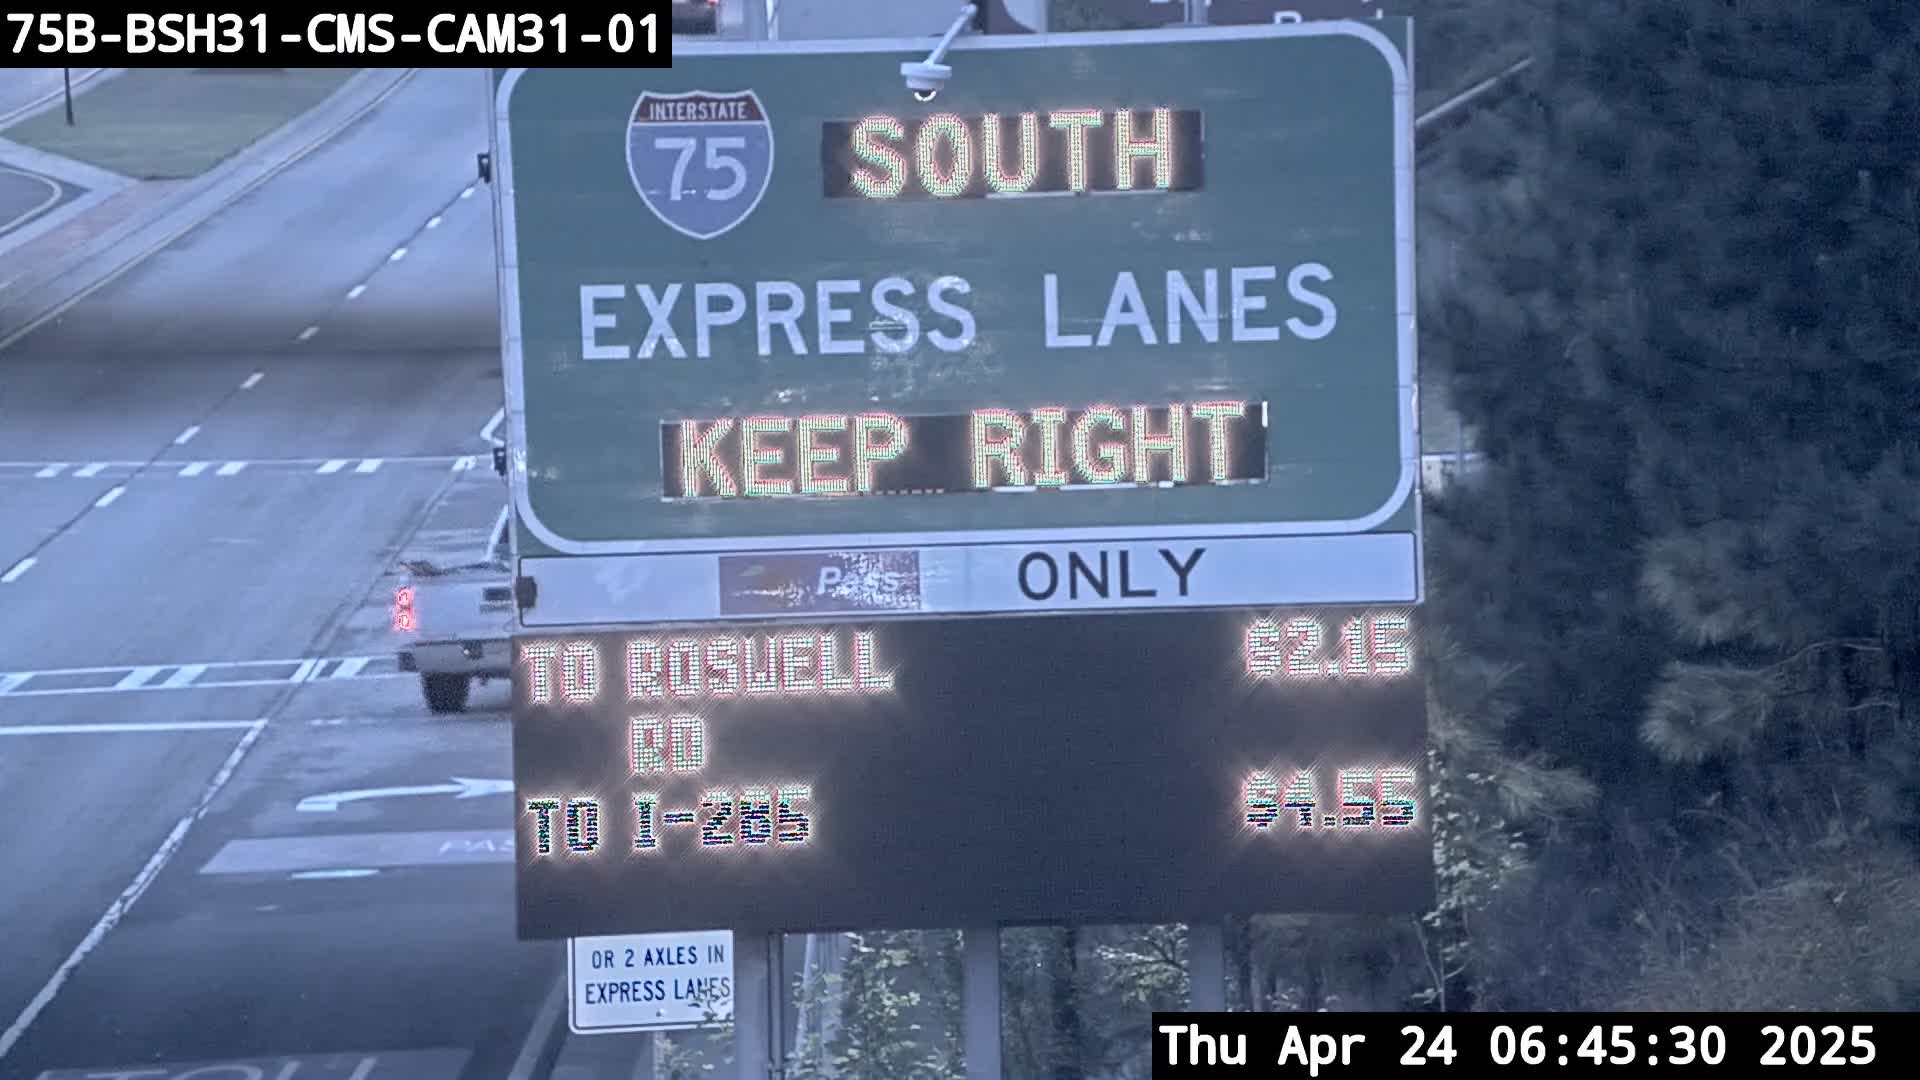 75B-BSH31-CMS-CAM31-01
INTERSTATE
75
SOUTH
EXPRESS LANES
KEEP RIGHT
Pass ONLY
TO ROSWELL $2.15
RD
TO I-285 $4.55
OR 2 AXLES IN
EXPRESS LANES
Thu Apr 24 06:45:30 2025